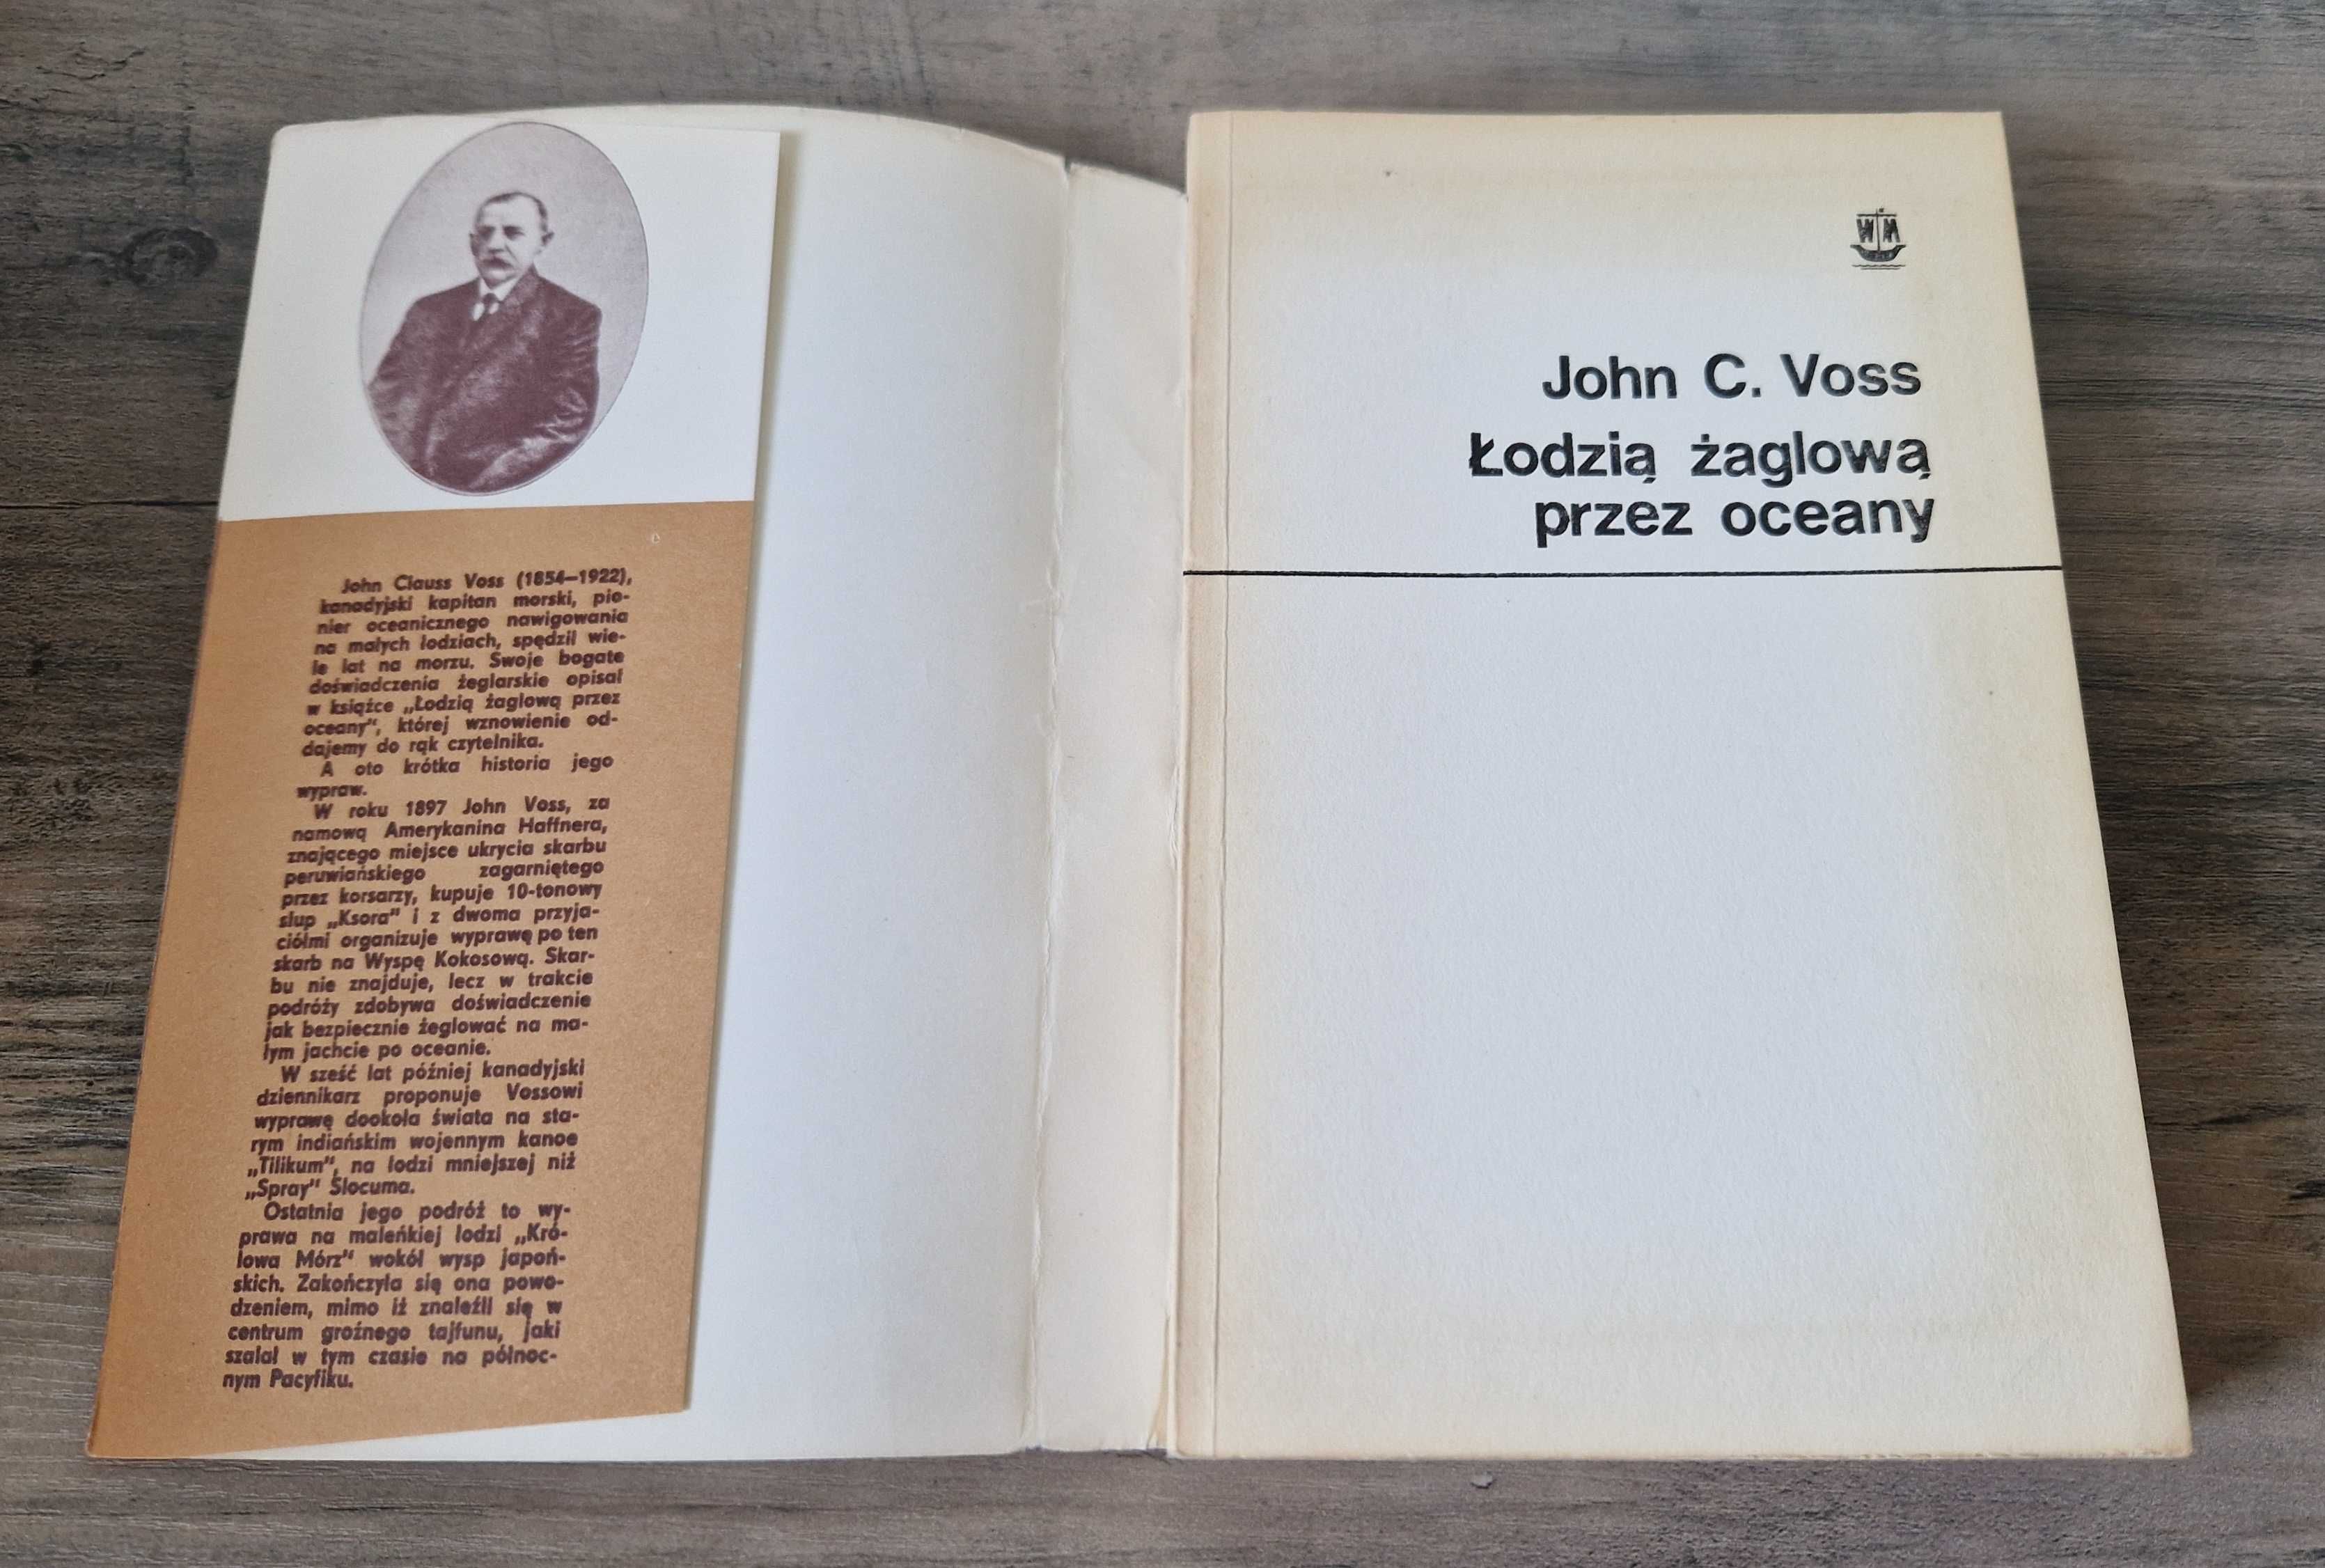 John Clauss Voss (1854—1922),
kanadyjski kapitan morski, pio-
nier oceanicznego nawigowania
na małych łodziach, spędził wie-
le lat na morzu. Swoje bogate
doświadczenia żeglarskie opisał
w książce „Łodzią żaglową przez
oceany", której wznowienie od-
dajemy do rąk czytelnika.
A oto krótka historia jego
wypraw.
W roku 1897 John Voss, za
namową Amerykanina Haffnera,
znającego miejsce ukrycia skarbu
peruwiańskiego zagarniętego
przez korsarzy, kupuje 10-tonowy
slup „Ksora" i z dwoma przyja-
ciółmi organizuje wyprawę po ten
skarb na Wyspę Kokosową. Skar-
bu nie znajduje, lecz w trakcie
podróży zdobywa doświadczenie
jak bezpiecznie żeglować na ma-
łym jachcie po oceanie.
W sześć lat później kanadyjski
dziennikarz proponuje Vossowi
wyprawę dookoła świata na sta-
rym indiańskim wojennym kanoe
„Tilikum", na łodzi mniejszej niż
„Spray" Slocuma.
Ostatnia jego podróż to wy-
prawa na maleńkiej łodzi „Kró-
lowa Mórz" wokół wysp japoń-
skich. Zakończyła się ona powo-
dzeniem, mimo iż znaleźli się w
centrum groźnego tajfunu, jaki
szalał w tym czasie na północ-
nym Pacyfiku.
WM
John C. Voss
Łodzią żaglową
przez oceany